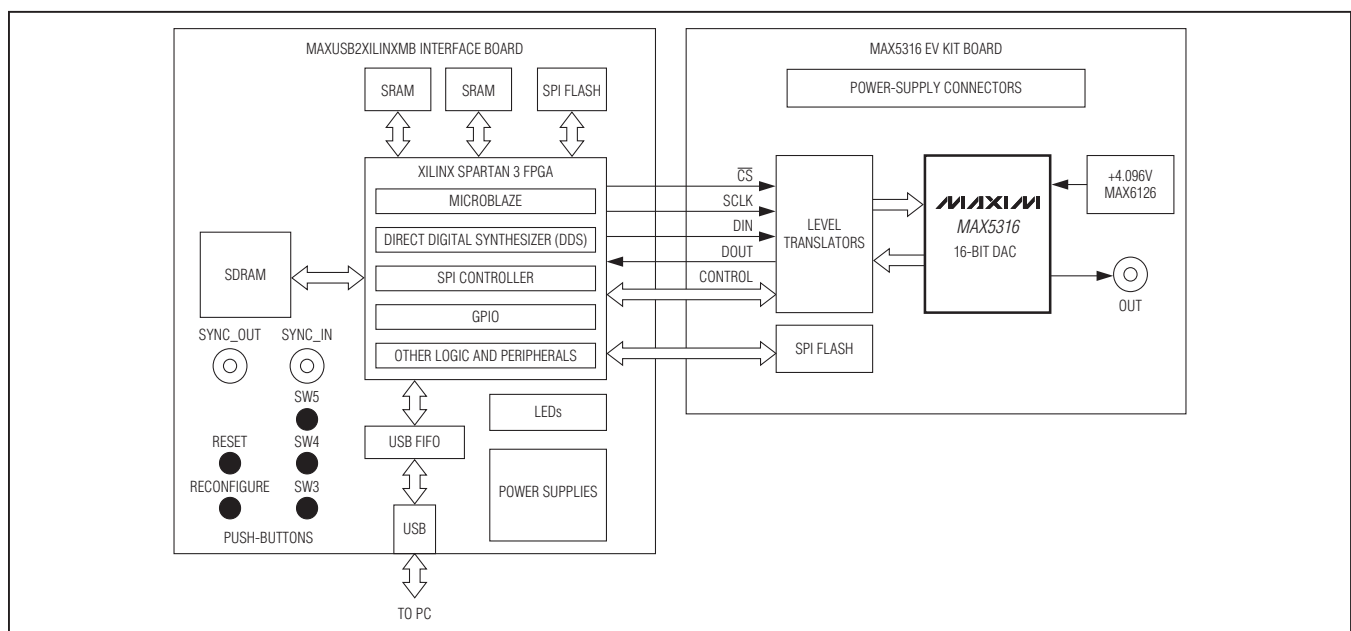 MAXUSB2XILINXMB INTERFACE BOARD
SRAM
SRAM
SPI FLASH
XILINX SPARTAN 3 FPGA
MICROBLAZE
DIRECT DIGITAL SYNTHESIZER (DDS)
SPI CONTROLLER
GPIO
OTHER LOGIC AND PERIPHERALS
SDRAM
SYNC_OUT
SYNC_IN
SW5
RESET
SW4
RECONFIGURE
SW3
PUSH-BUTTONS
USB FIFO
USB
TO PC
LEDs
POWER SUPPLIES
CS
SCLK
DIN
DOUT
CONTROL
MAX5316 EV KIT BOARD
POWER-SUPPLY CONNECTORS
LEVEL
TRANSLATORS
MAXIM
MAX5316
16-BIT DAC
+4.096V
MAX6126
OUT
SPI FLASH